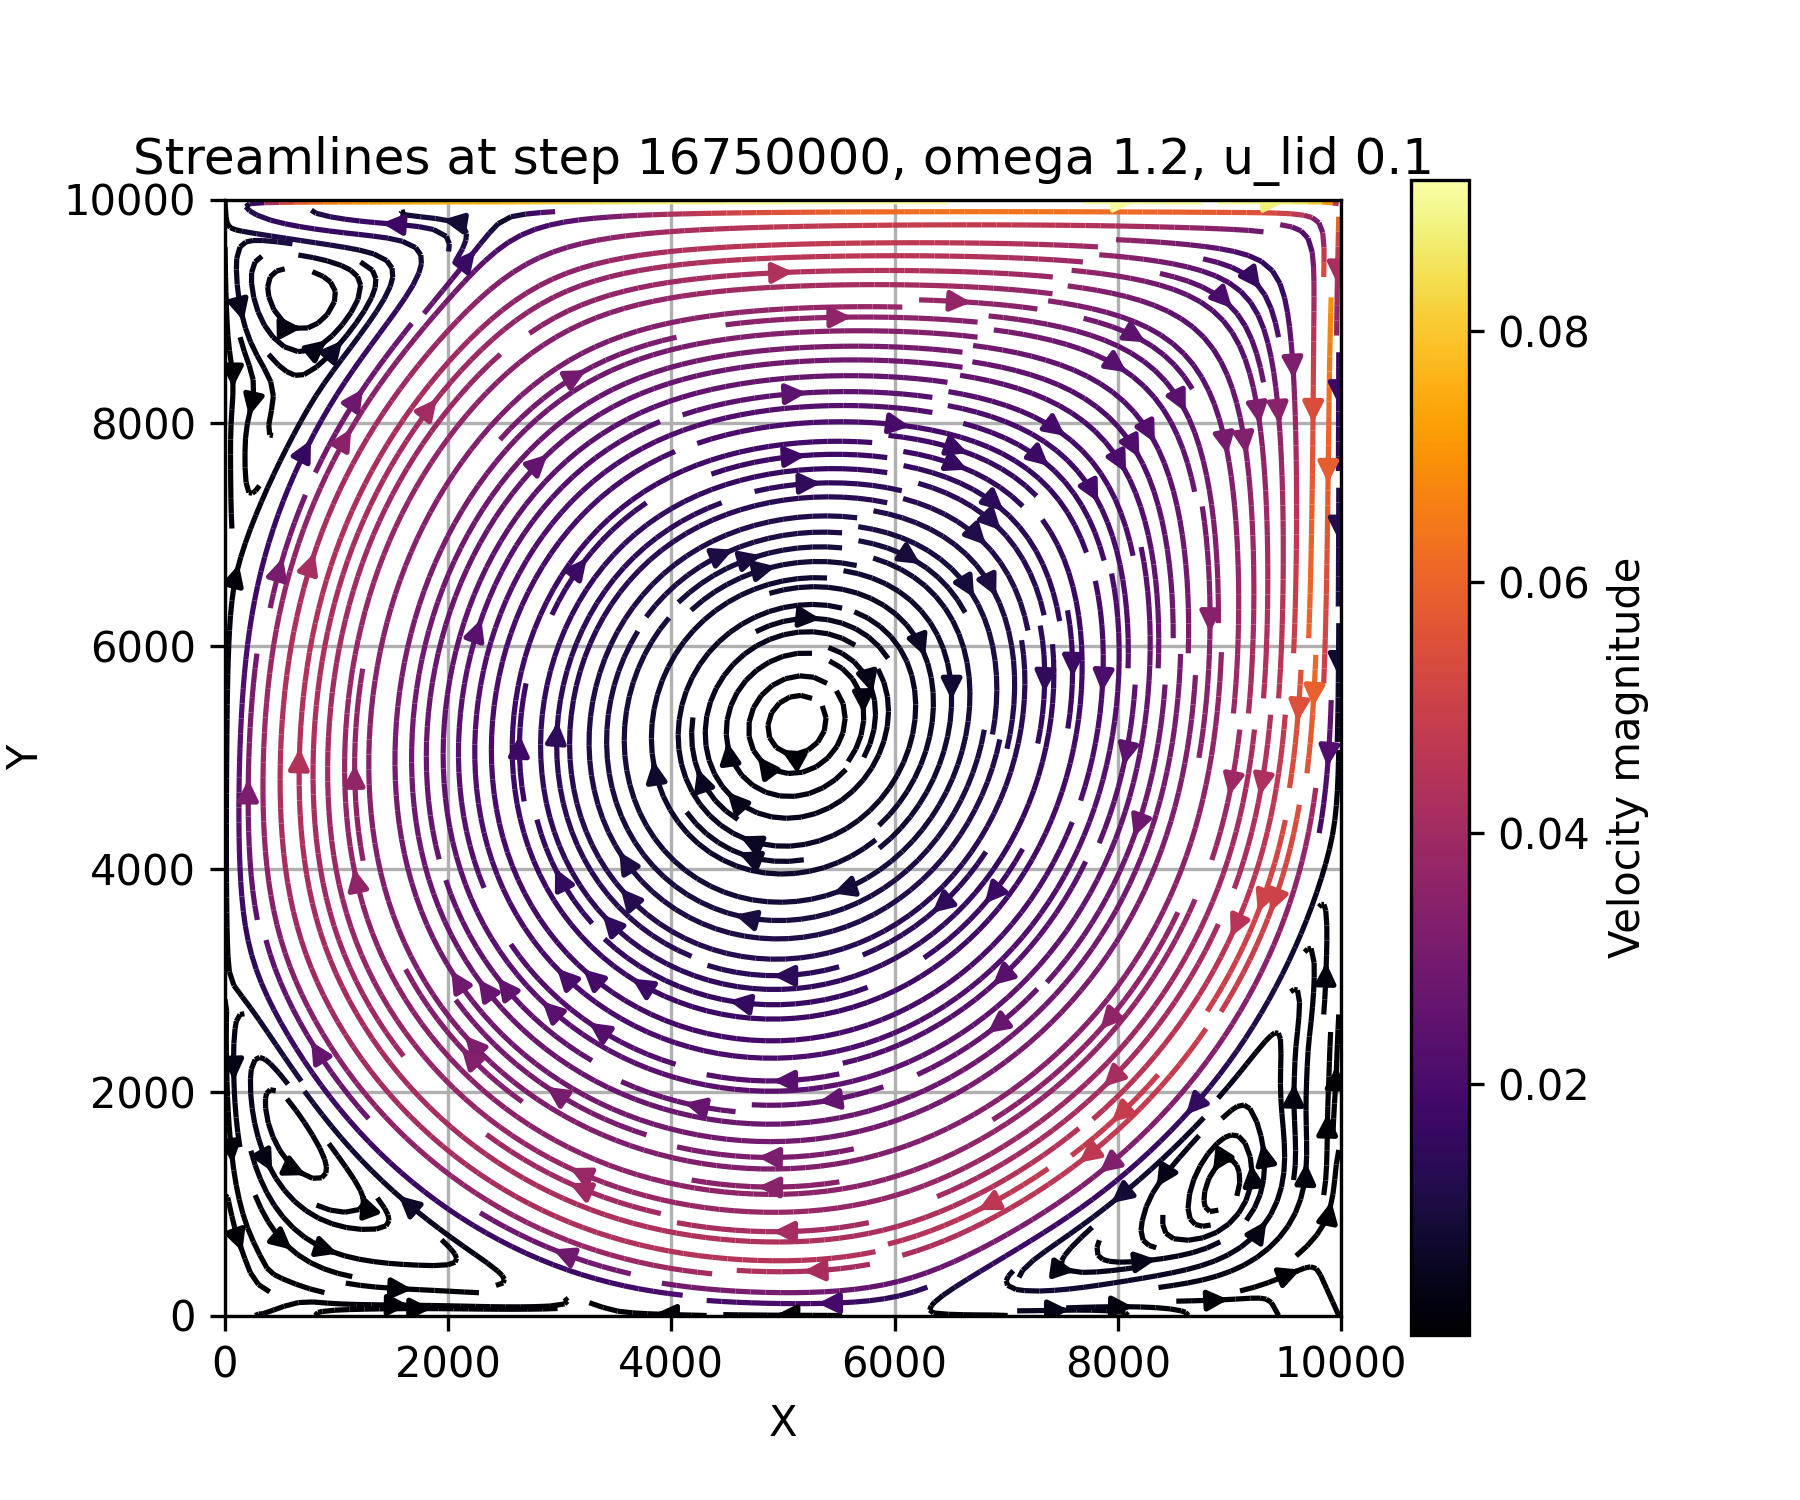 Streamlines at step 16750000, omega 1.2, u_lid 0.1
10000
8000
6000
4000
2000
0
Y
0 2000 4000 6000 8000 10000
X
0.08
0.06
0.04
0.02
Velocity magnitude